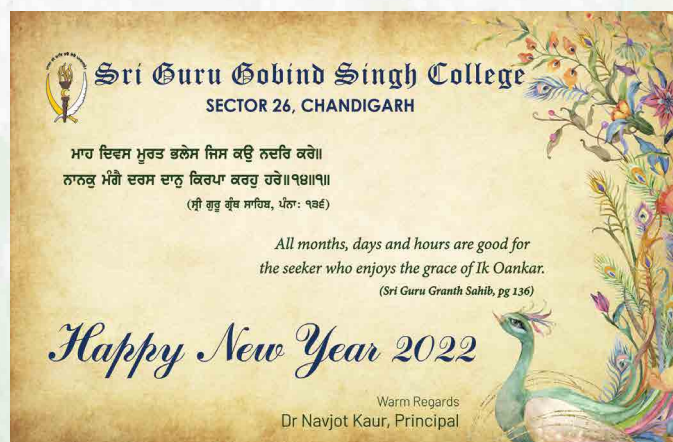 Sri Guru Gobind Singh College
SECTOR 26, CHANDIGARH
ਮਾਹ ਦਿਵਸ ਮੂਰਤ ਭਲੇਸ ਜਿਸ ਕਉ ਨਦਰਿ ਕਰੇ॥
ਨਾਨਕੁ ਮੰਗੈ ਦਰਸ ਦਾਨੁ ਕਿਰਪਾ ਕਰਹੁ ਹਰੇ॥੧੪॥੧॥
(ਸ੍ਰੀ ਗੁਰੂ ਗ੍ਰੰਥ ਸਾਹਿਬ, ਪੰਨਾ: ੧੩੬)
All months, days and hours are good for
the seeker who enjoys the grace of Ik Oankar.
(Sri Guru Granth Sahib, pg 136)
Happy New Year 2022
Warm Regards
Dr Navjot Kaur, Principal